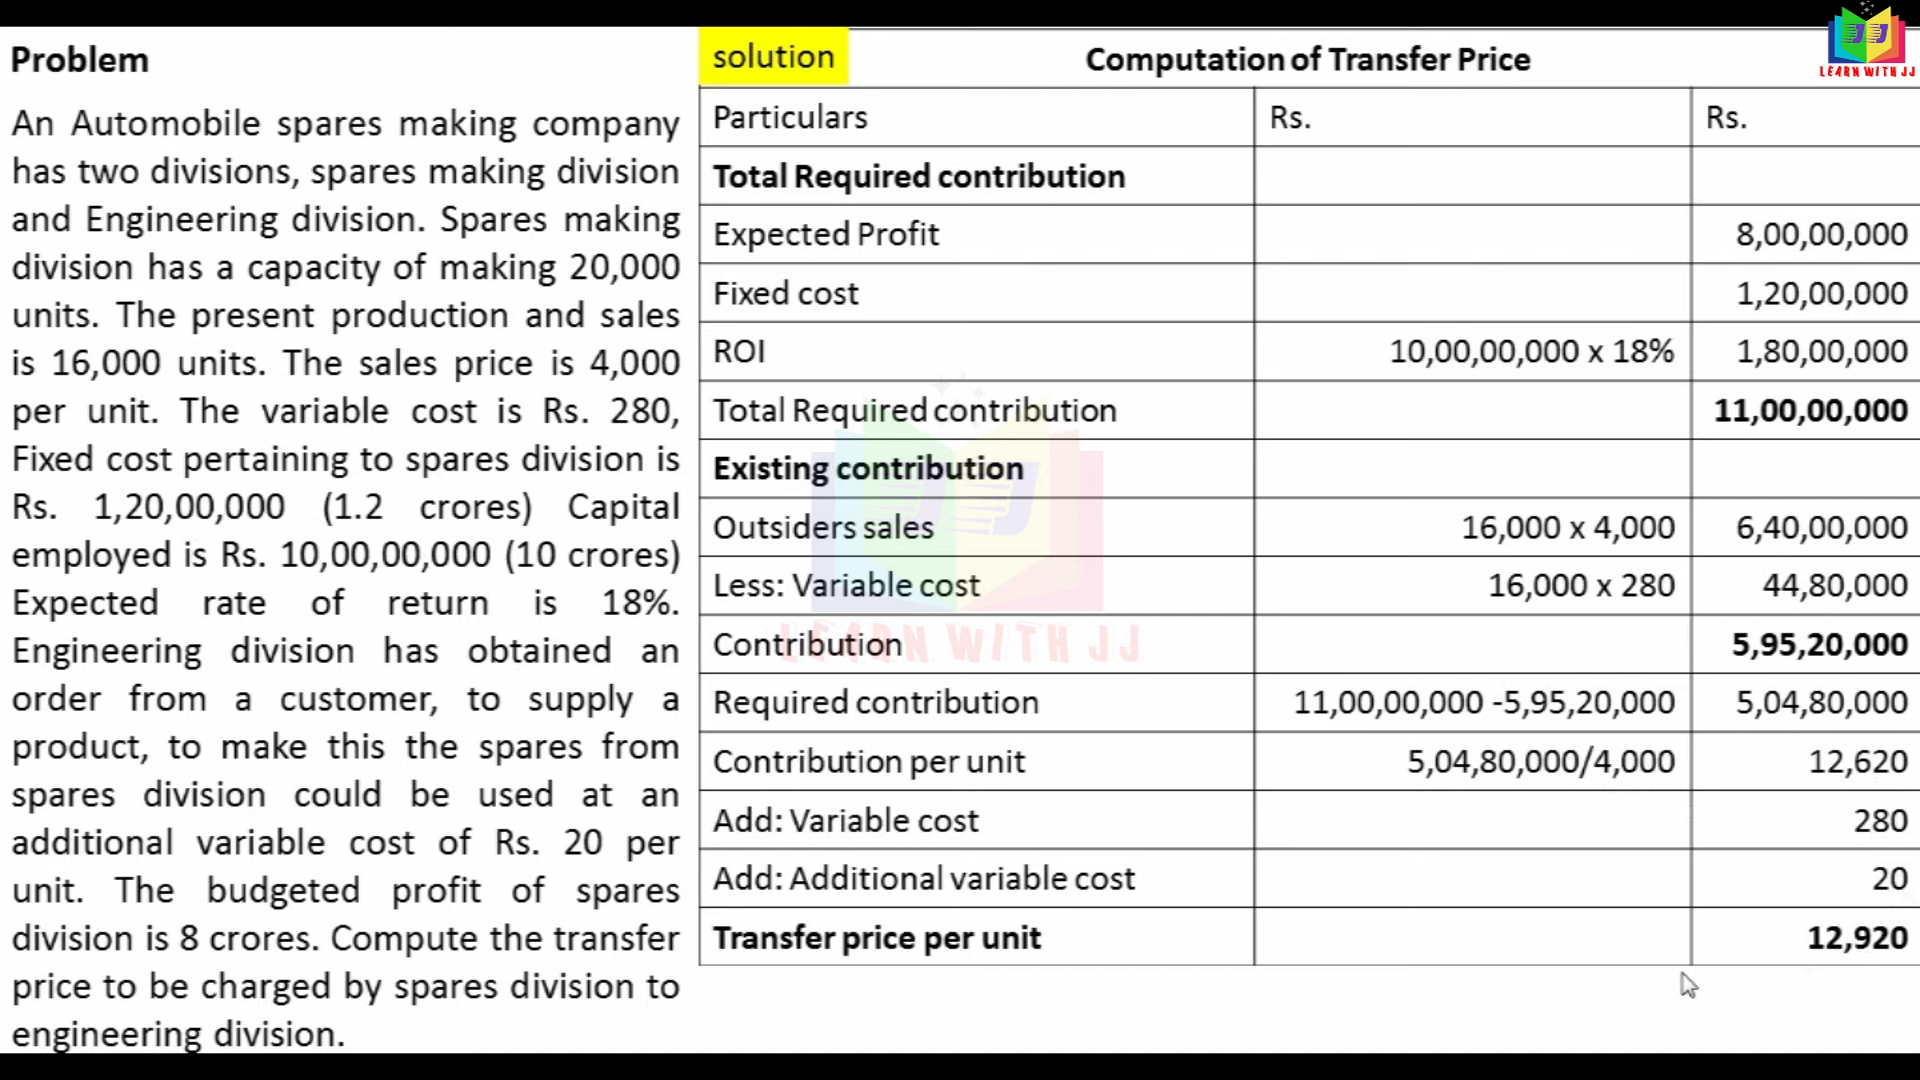 Problem
An Automobile spares making company
has two divisions, spares making division
and Engineering division. Spares making
division has a capacity of making 20,000
units. The present production and sales
is 16,000 units. The sales price is 4,000
per unit. The variable cost is Rs. 280,
Fixed cost pertaining to spares division is
Rs. 1,20,00,000 (1.2 crores) Capital
employed is Rs. 10,00,00,000 (10 crores)
Expected rate of return is 18%.
Engineering division has obtained an
order from a customer, to supply a
product, to make this the spares from
spares division could be used at an
additional variable cost of Rs. 20 per
unit. The budgeted profit of spares
division is 8 crores. Compute the transfer
price to be charged by spares division to
engineering division.
solution
Computation of Transfer Price
Particulars Rs. Rs.
Total Required contribution
Expected Profit 8,00,00,000
Fixed cost 1,20,00,000
ROI 10,00,00,000 x 18% 1,80,00,000
Total Required contribution 11,00,00,000
Existing contribution
Outsiders sales 16,000 x 4,000 6,40,00,000
Less: Variable cost 16,000 x 280 44,80,000
Contribution 5,95,20,000
Required contribution 11,00,00,000 -5,95,20,000 5,04,80,000
Contribution per unit 5,04,80,000/4,000 12,620
Add: Variable cost 280
Add: Additional variable cost 20
Transfer price per unit 12,920
JJ
LEARN WITH JJ
JJ
LEARN WITH JJ